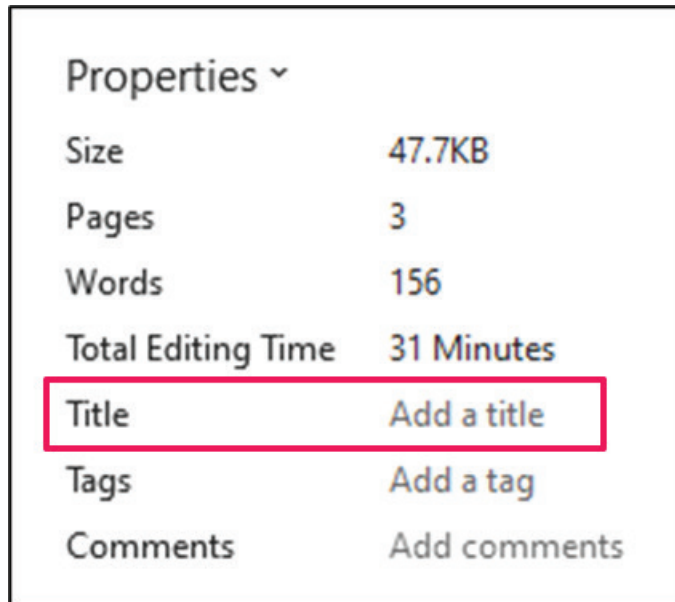 Properties
Size 47.7KB
Pages 3
Words 156
Total Editing Time 31 Minutes
Title Add a title
Tags Add a tag
Comments Add comments